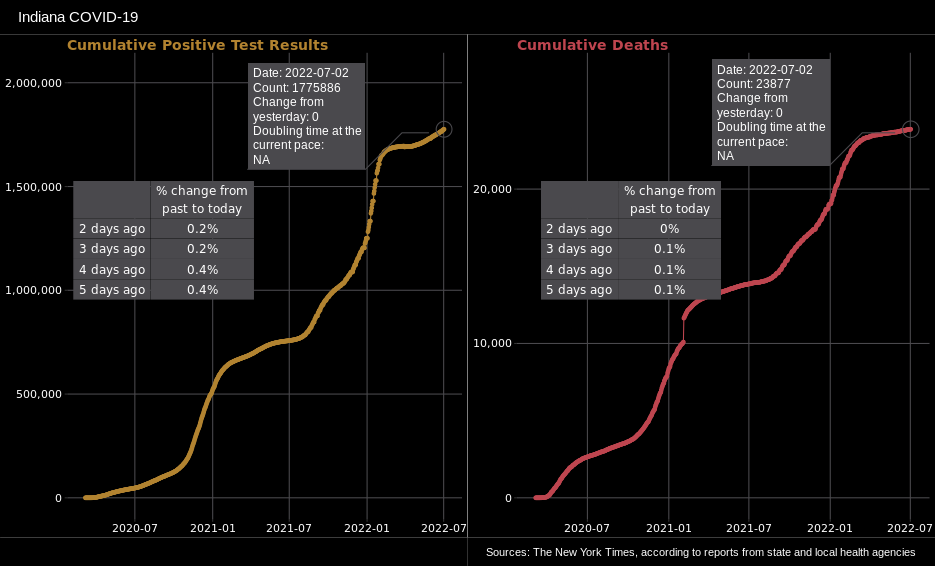 Indiana COVID-19
Cumulative Positive Test Results
2,000,000
1,500,000
1,000,000
500,000
0
Date: 2022-07-02
Count: 1775886
Change from
yesterday: 0
Doubling time at the
current pace:
NA
% change from
past to today
2 days ago 0.2%
3 days ago 0.2%
4 days ago 0.4%
5 days ago 0.4%
2020-07 2021-01 2021-07 2022-01 2022-07
Cumulative Deaths
20,000
10,000
0
Date: 2022-07-02
Count: 23877
Change from
yesterday: 0
Doubling time at the
current pace:
NA
% change from
past to today
2 days ago 0%
3 days ago 0.1%
4 days ago 0.1%
5 days ago 0.1%
2020-07 2021-01 2021-07 2022-01 2022-07
Sources: The New York Times, according to reports from state and local health agencies